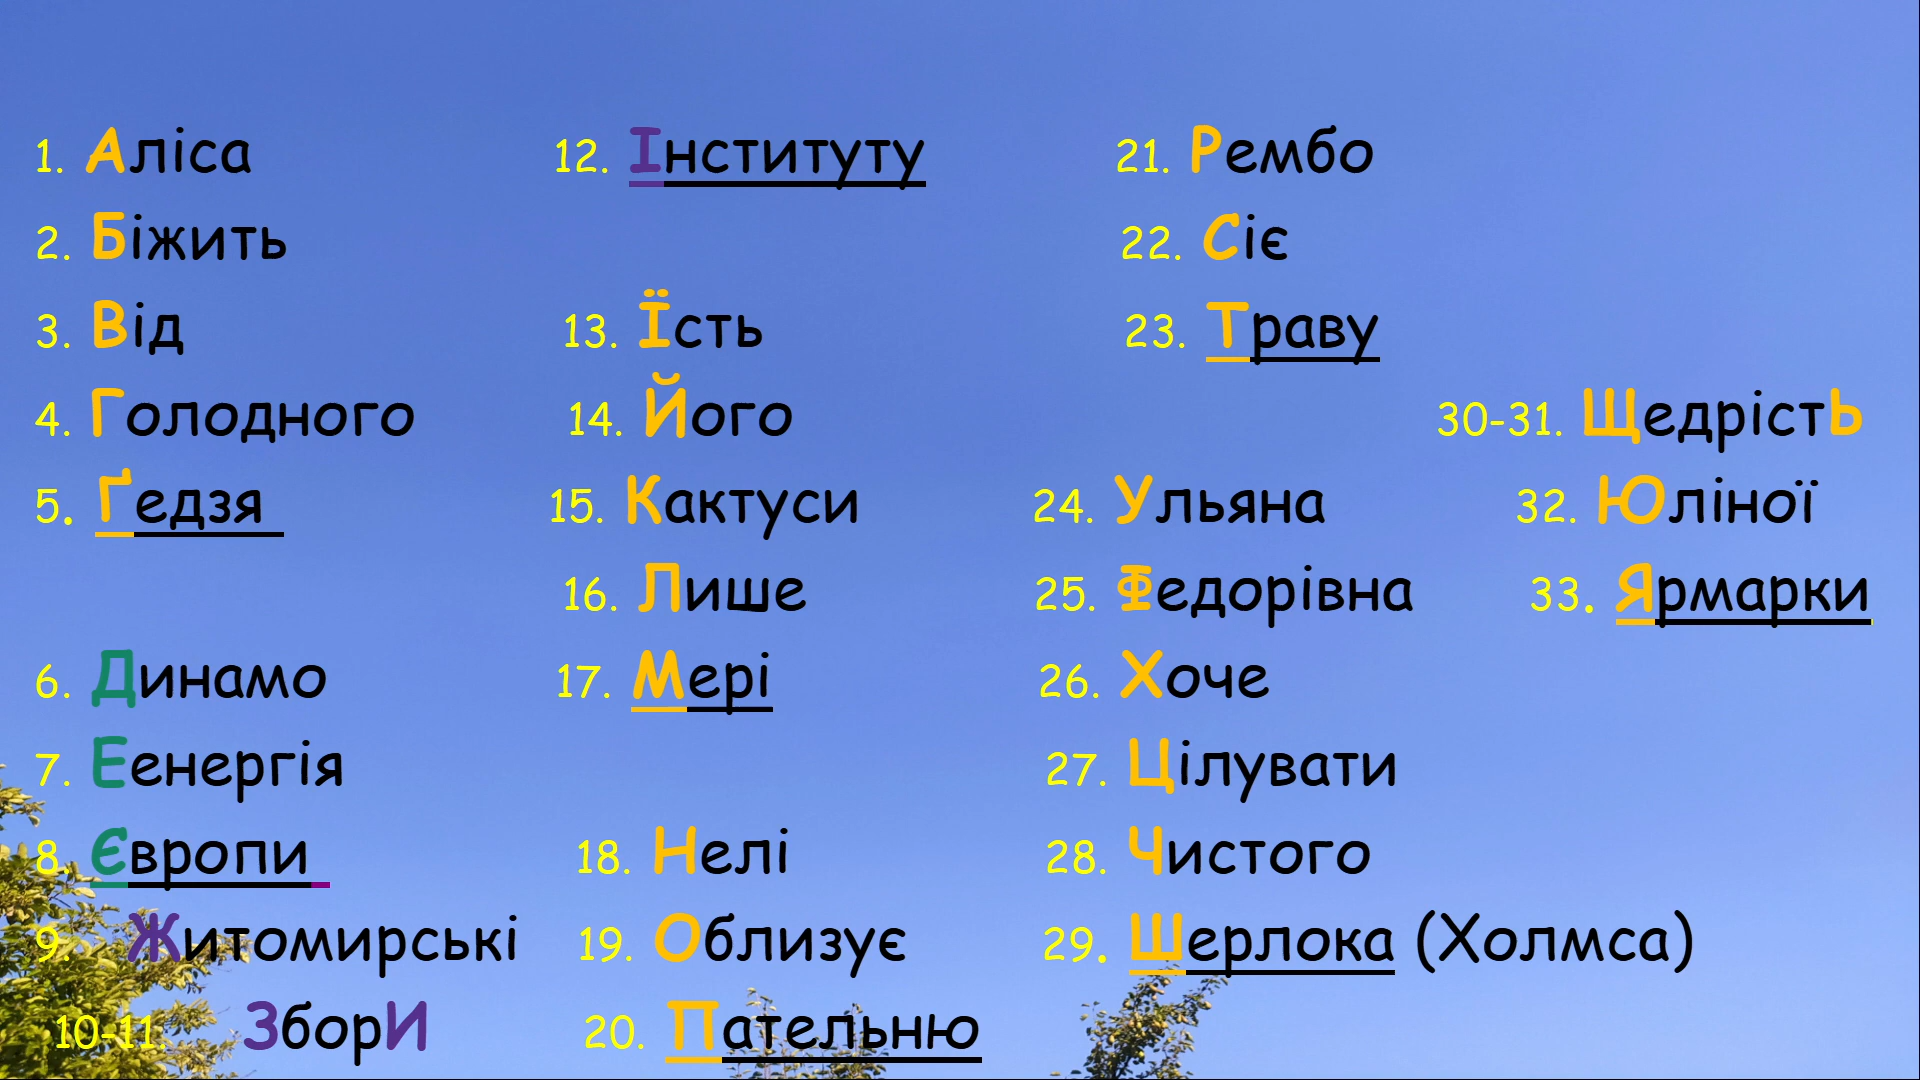 1. Аліса
2. Біжить
3. Від
4. Голодного
5. Ґедзя
6. Динамо
7. Еенергія
8. Європи
9. Житомирські
10-11. ЗборИ
12. Інституту
13. Їсть
14. Його
15. Кактуси
16. Лише
17. Мері
18. Нелі
19. Облизує
20. Пательню
21. Рембо
22. Сіє
23. Траву
24. Ульяна
25. Федорівна
26. Хоче
27. Цілувати
28. Чистого
29. Шерлока (Холмса)
30-31. ЩедрістЬ
32. Юліної
33. Ярмарки